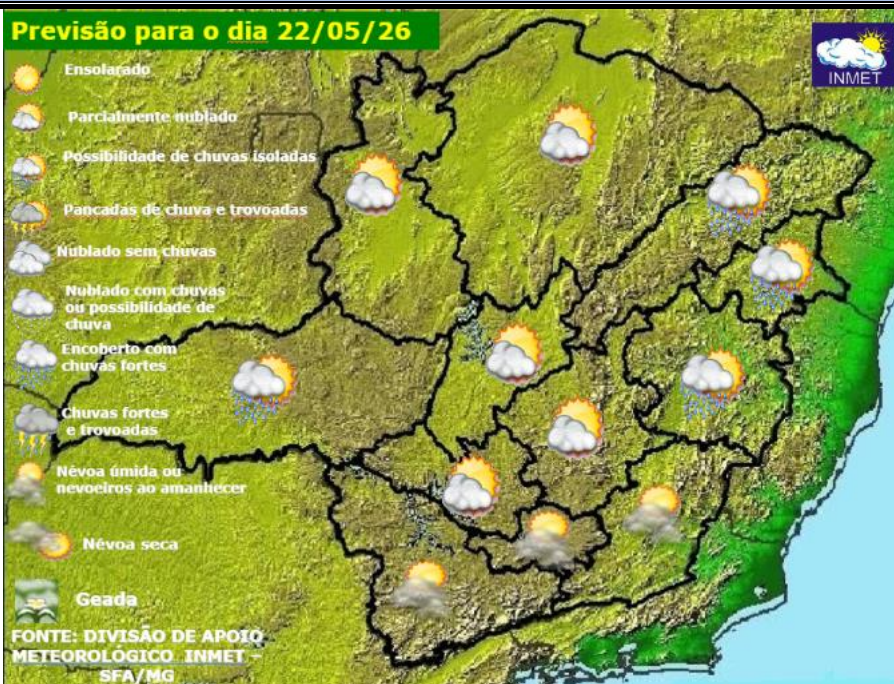 Previsão para o dia 22/05/26
INMET
Ensolarado
Parcialmente nublado
Possibilidade de chuvas isoladas
Pancadas de chuva e trovoadas
Nublado sem chuvas
Nublado com chuvas
ou possibilidade de
chuva
Encoberto com
chuvas fortes
Chuvas fortes
e trovoadas
Névoa úmida ou
nevoeiros ao amanhecer
Névoa seca
Geada
FONTE: DIVISÃO DE APOIO
METEOROLÓGICO INMET –
SFA/MG